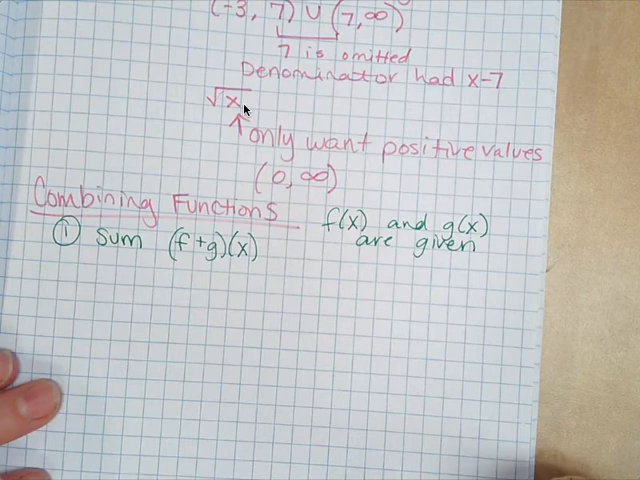 (-3, 7) ∪ (7, ∞)
7 is omitted
Denominator had x-7
√x
only want positive values
(0, ∞)
Combining Functions
f(x) and g(x)
are given
① sum (f+g)(x)